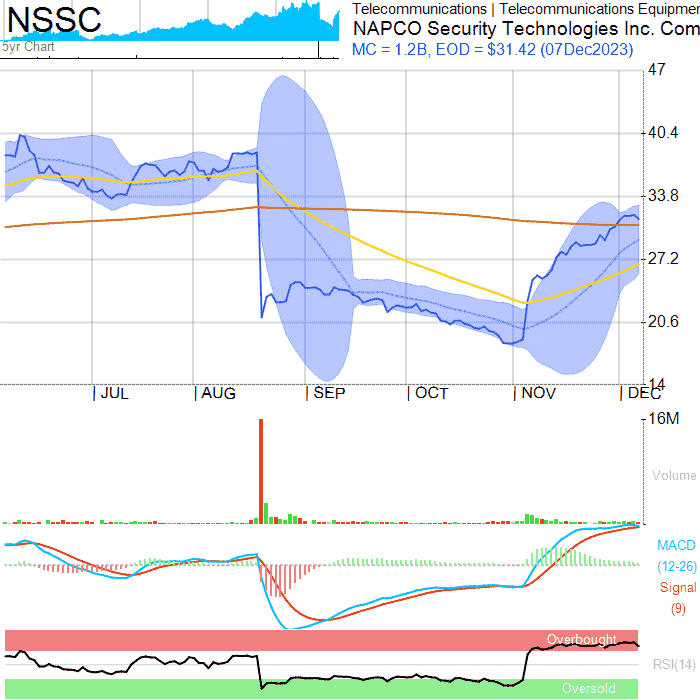 NSSC
5yr Chart
Telecommunications | Telecommunications Equipmen
NAPCO Security Technologies Inc. Com
MC = 1.2B, EOD = $31.42 (07Dec2023)
47
40.4
33.8
27.2
20.6
14
JUL
AUG
SEP
OCT
NOV
DEC
16M
Volume
MACD
(12-26)
Signal
(9)
Overbought
RSI(14)
Oversold